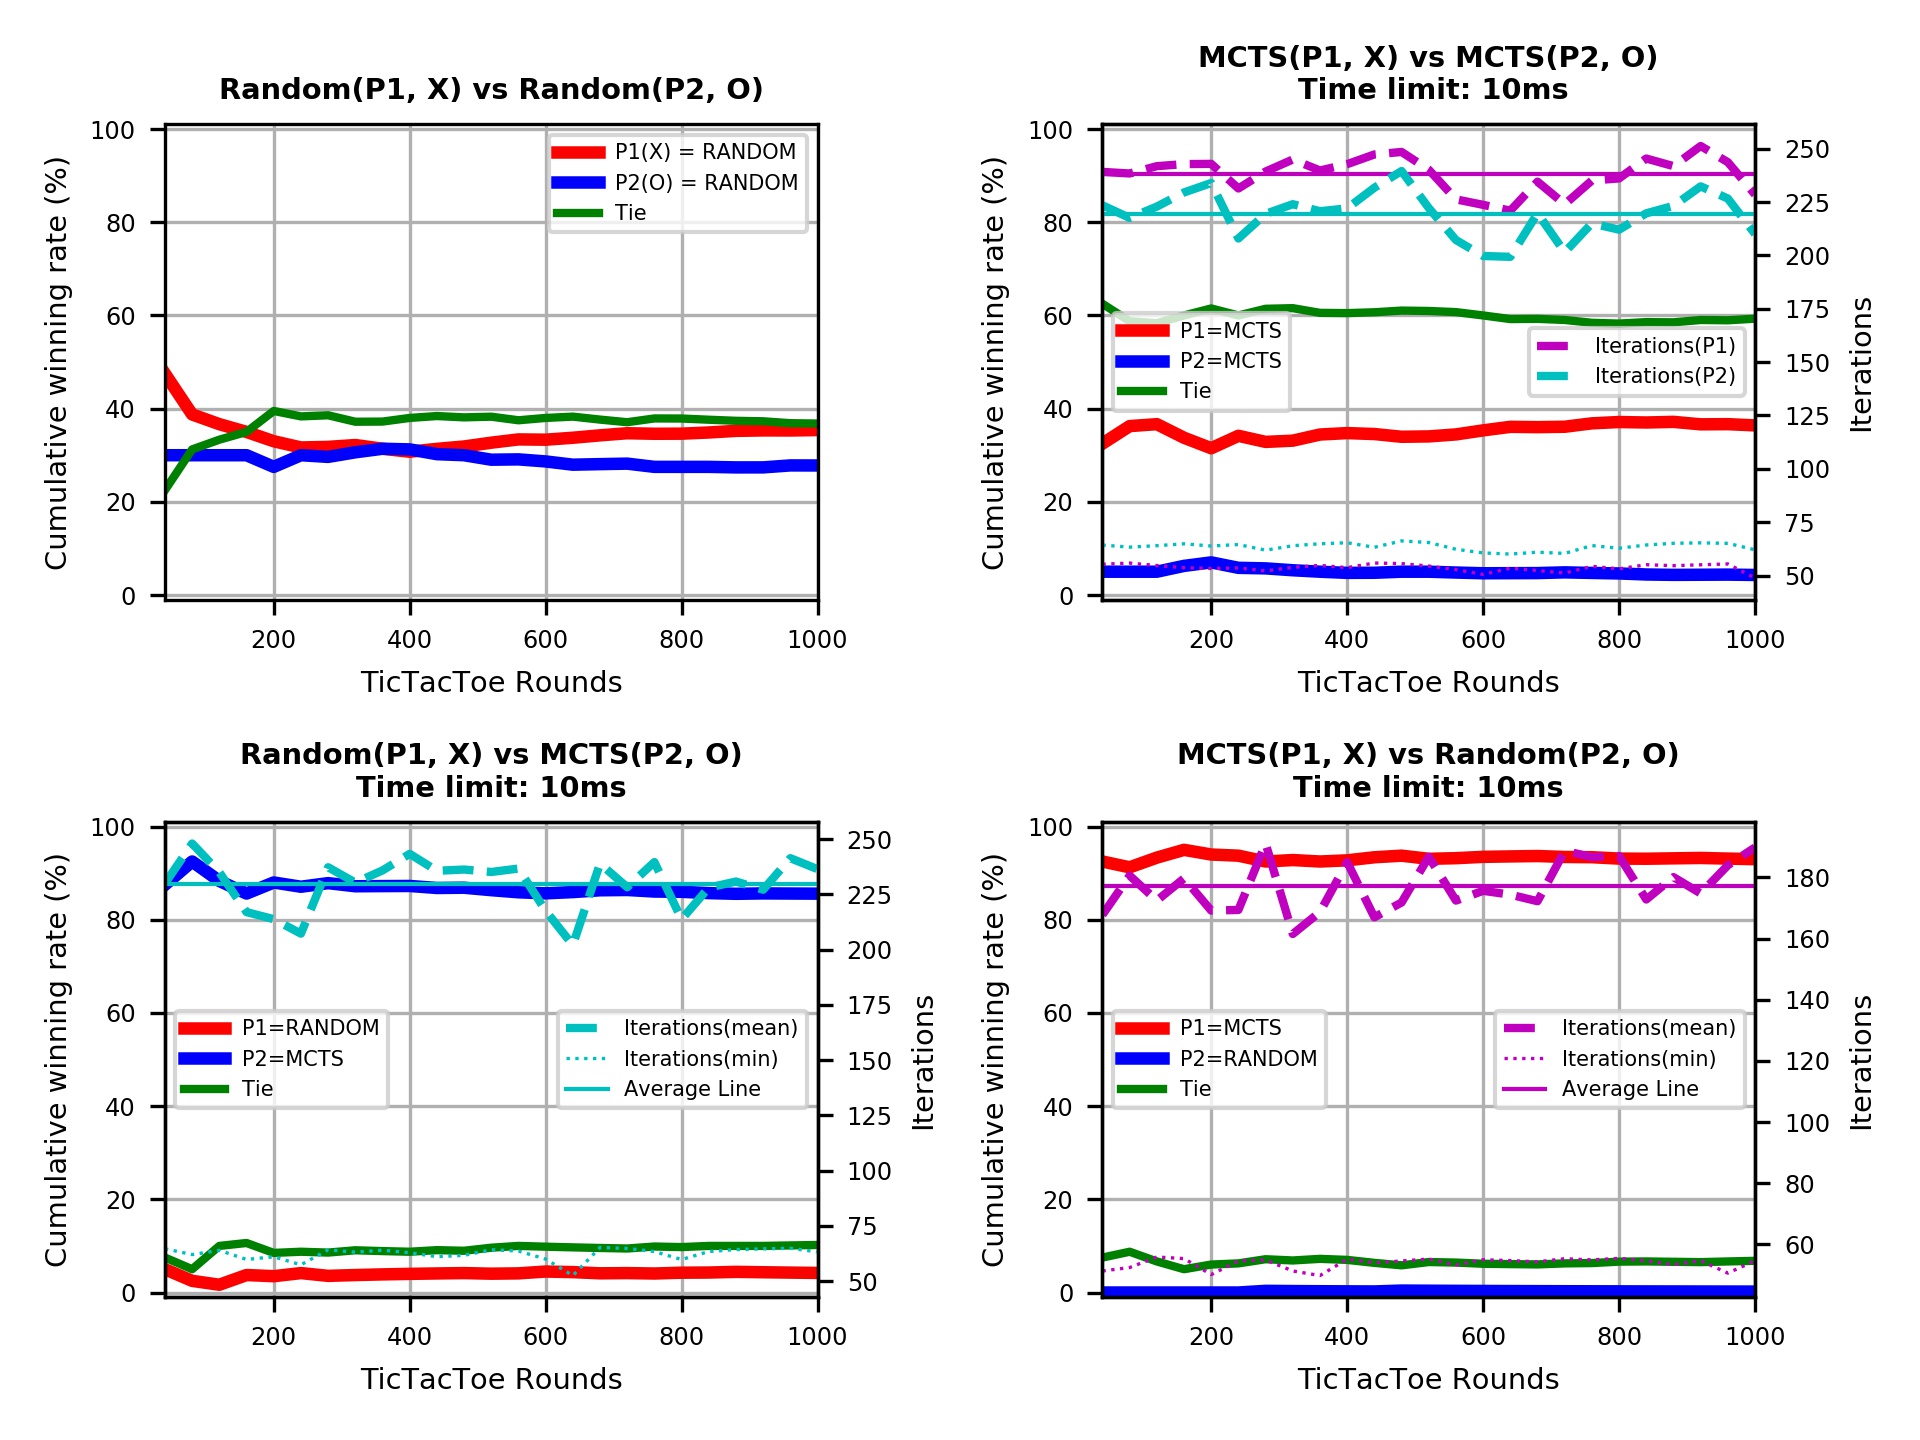 Random(P1, X) vs Random(P2, O)
Cumulative winning rate (%)
100
80
60
40
20
0
P1(X) = RANDOM
P2(O) = RANDOM
Tie
200 400 600 800 1000
TicTacToe Rounds
MCTS(P1, X) vs MCTS(P2, O)
Time limit: 10ms
Cumulative winning rate (%)
100
80
60
40
20
0
P1=MCTS
P2=MCTS
Tie
Iterations(P1)
Iterations(P2)
250
225
200
175
150
125
100
75
50
Iterations
200 400 600 800 1000
TicTacToe Rounds
Random(P1, X) vs MCTS(P2, O)
Time limit: 10ms
Cumulative winning rate (%)
100
80
60
40
20
0
P1=RANDOM
P2=MCTS
Tie
Iterations(mean)
Iterations(min)
Average Line
250
225
200
175
150
125
100
75
50
Iterations
200 400 600 800 1000
TicTacToe Rounds
MCTS(P1, X) vs Random(P2, O)
Time limit: 10ms
Cumulative winning rate (%)
100
80
60
40
20
0
P1=MCTS
P2=RANDOM
Tie
Iterations(mean)
Iterations(min)
Average Line
180
160
140
120
100
80
60
Iterations
200 400 600 800 1000
TicTacToe Rounds